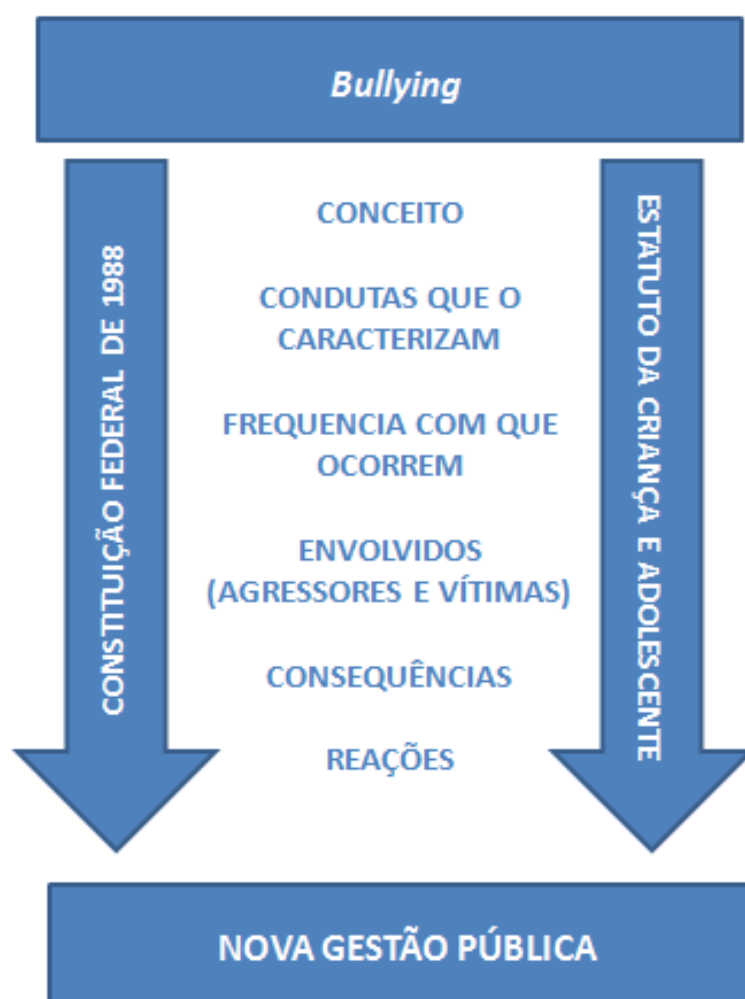 Bullying
CONSTITUIÇÃO FEDERAL DE 1988
CONCEITO
CONDUTAS QUE O
CARACTERIZAM
FREQUENCIA COM QUE
OCORREM
ENVOLVIDOS
(AGRESSORES E VÍTIMAS)
CONSEQUÊNCIAS
REAÇÕES
ESTATUTO DA CRIANÇA E ADOLESCENTE
NOVA GESTÃO PÚBLICA